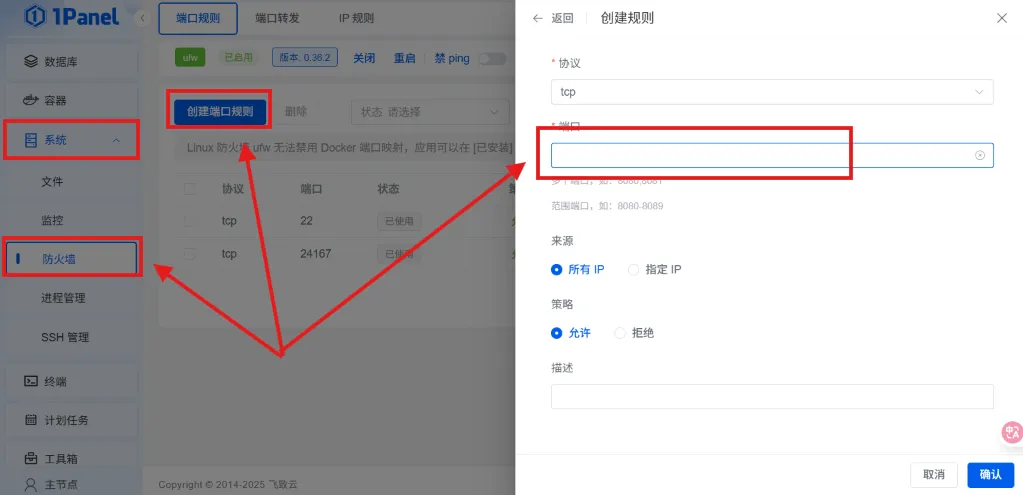 1Panel
数据库
容器
系统
文件
监控
防火墙
进程管理
SSH 管理
终端
计划任务
工具箱
主节点
端口规则 端口转发 IP 规则
ufw 已启用 版本: 0.36.2 关闭 重启 禁 ping
创建端口规则 删除 状态 请选择
Linux 防火墙 ufw 无法禁用 Docker 端口映射，应用可以在 [已安装]
协议 端口 状态
tcp 22 已使用
tcp 24167 已使用
Copyright © 2014-2025 飞致云
返回 创建规则
* 协议
tcp
* 端口
多个端口，如：8080,8081
范围端口，如：8080-8089
来源
所有 IP 指定 IP
策略
允许 拒绝
描述
取消 确认